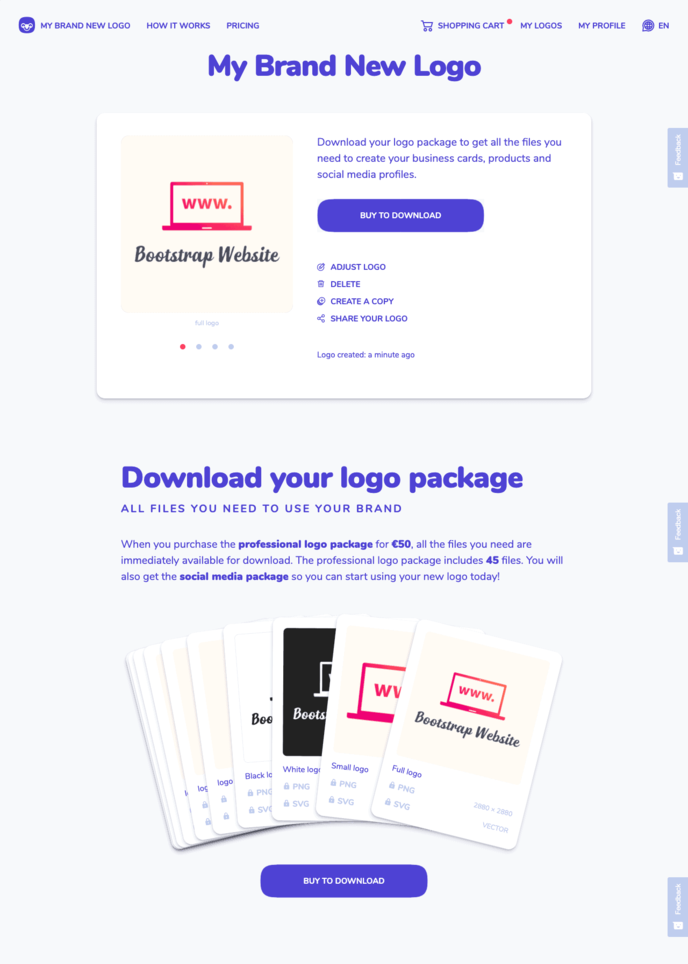 MY BRAND NEW LOGO
HOW IT WORKS
PRICING
SHOPPING CART
MY LOGOS
MY PROFILE
EN
My Brand New Logo
www.
Bootstrap Website
full logo
Download your logo package to get all the files you
need to create your business cards, products and
social media profiles.
BUY TO DOWNLOAD
ADJUST LOGO
DELETE
CREATE A COPY
SHARE YOUR LOGO
Logo created: a minute ago
Feedback
Download your logo package
ALL FILES YOU NEED TO USE YOUR BRAND
When you purchase the professional logo package for €50, all the files you need are
immediately available for download. The professional logo package includes 45 files. You will
also get the social media package so you can start using your new logo today!
Feedback
logo
Black
PNG
SVG
White
PNG
SVG
Small logo
PNG
SVG
www.
Bootstrap Website
Full logo
PNG
SVG
2880 × 2880
VECTOR
BUY TO DOWNLOAD
Feedback